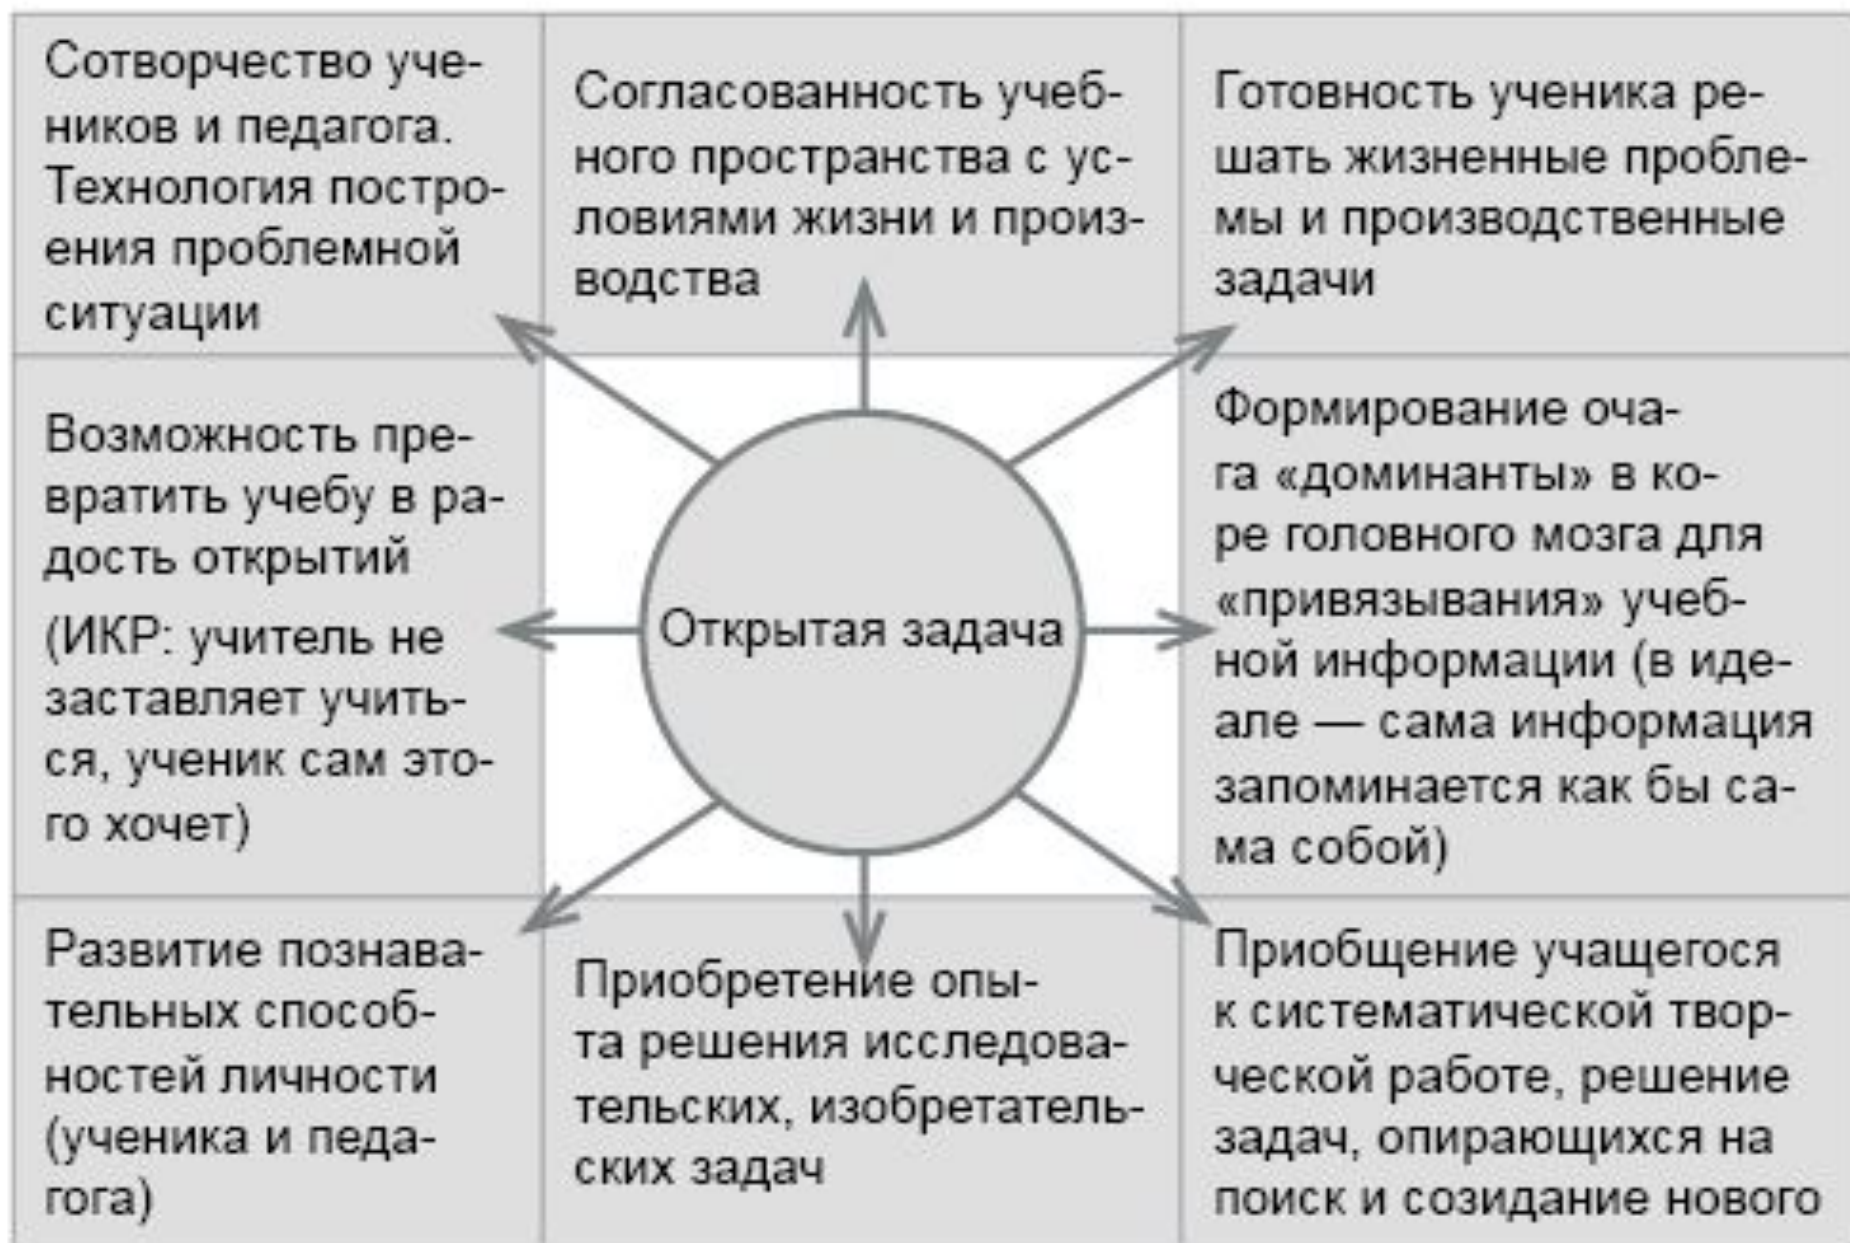 Сотворчество уче-
ников и педагога.
Технология постро-
ения проблемной
ситуации
Согласованность учеб-
ного пространства с ус-
ловиями жизни и произ-
водства
Готовность ученика ре-
шать жизненные пробле-
мы и производственные
задачи
Возможность пре-
вратить учебу в ра-
дость открытий
(ИКР: учитель не
заставляет учить-
ся, ученик сам это-
го хочет)
Открытая задача
Формирование оча-
га «доминанты» в ко-
ре головного мозга для
«привязывания» учеб-
ной информации (в иде-
але — сама информация
запоминается как бы са-
ма собой)
Развитие познава-
тельных способ-
ностей личности
(ученика и педа-
гога)
Приобретение опы-
та решения исследова-
тельских, изобретатель-
ских задач
Приобщение учащегося
к систематической твор-
ческой работе, решение
задач, опирающихся на
поиск и созидание нового